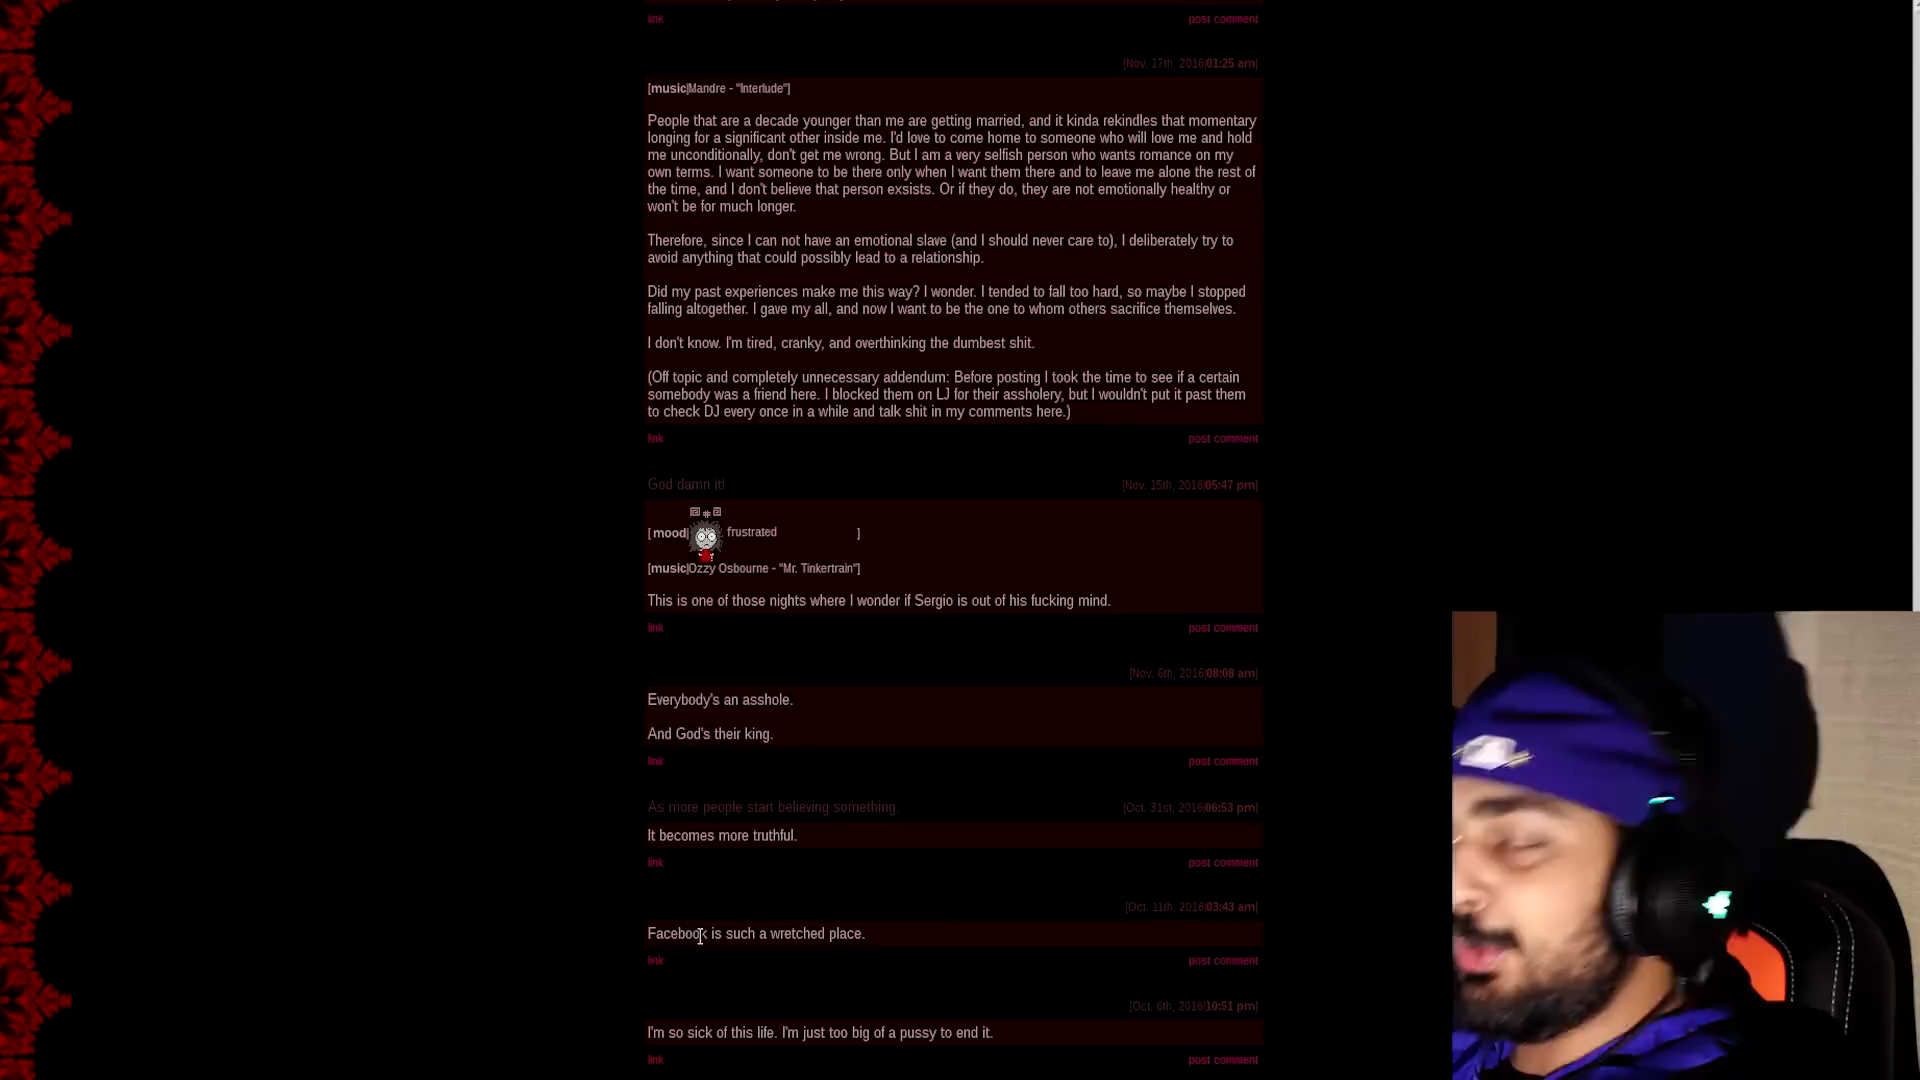 link post comment
[Nov. 17th, 2016|01:25 am]
[music|Mandre - "Interlude"]
People that are a decade younger than me are getting married, and it kinda rekindles that momentary
longing for a significant other inside me. I'd love to come home to someone who will love me and hold
me unconditionally, don't get me wrong. But I am a very selfish person who wants romance on my
own terms. I want someone to be there only when I want them there and to leave me alone the rest of
the time, and I don't believe that person exsists. Or if they do, they are not emotionally healthy or
won't be for much longer.
Therefore, since I can not have an emotional slave (and I should never care to), I deliberately try to
avoid anything that could possibly lead to a relationship.
Did my past experiences make me this way? I wonder. I tended to fall too hard, so maybe I stopped
falling altogether. I gave my all, and now I want to be the one to whom others sacrifice themselves.
I don't know. I'm tired, cranky, and overthinking the dumbest shit.
(Off topic and completely unnecessary addendum: Before posting I took the time to see if a certain
somebody was a friend here. I blocked them on LJ for their assholery, but I wouldn't put it past them
to check DJ every once in a while and talk shit in my comments here.)
link post comment
God damn it! [Nov. 15th, 2016|05:47 pm]
[mood| frustrated ]
[music|Ozzy Osbourne - "Mr. Tinkertrain"]
This is one of those nights where I wonder if Sergio is out of his fucking mind.
link post comment
[Nov. 6th, 2016|08:08 am]
Everybody's an asshole.
And God's their king.
link post comment
As more people start believing something, [Oct. 31st, 2016|06:53 pm]
It becomes more truthful.
link post comment
[Oct. 11th, 2016|03:43 am]
Facebook is such a wretched place.
link post comment
[Oct. 6th, 2016|10:51 pm]
I'm so sick of this life. I'm just too big of a pussy to end it.
link post comment